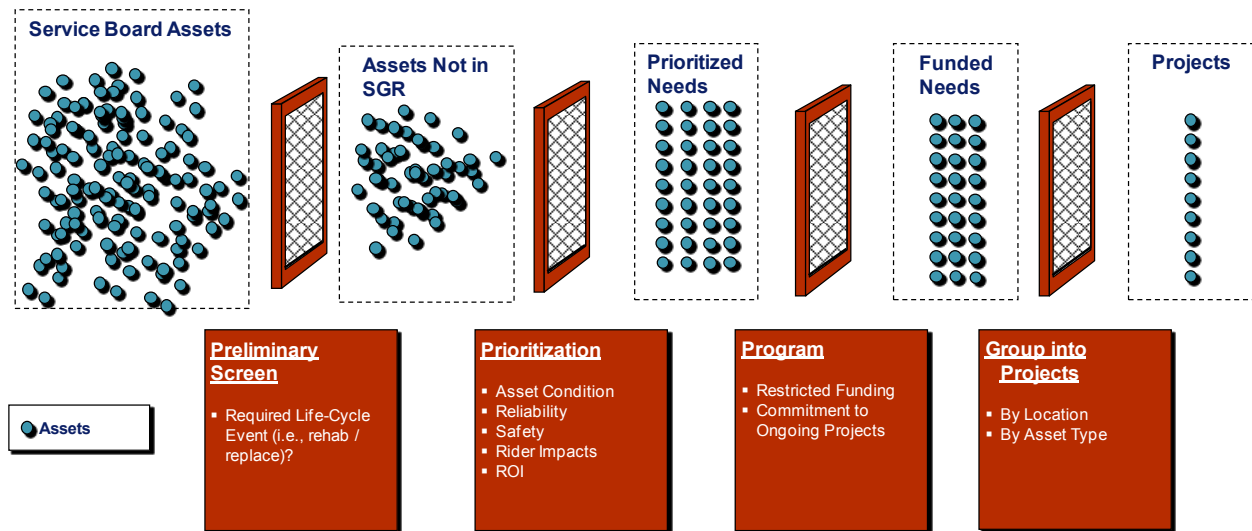 Service Board Assets
Assets Not in
SGR
Prioritized
Needs
Funded
Needs
Projects
Preliminary
Screen
▪ Required Life-Cycle
Event (i.e., rehab /
replace)?
Prioritization
▪ Asset Condition
▪ Reliability
▪ Safety
▪ Rider Impacts
▪ ROI
Program
▪ Restricted Funding
▪ Commitment to
Ongoing Projects
Group into
Projects
▪ By Location
▪ By Asset Type
Assets